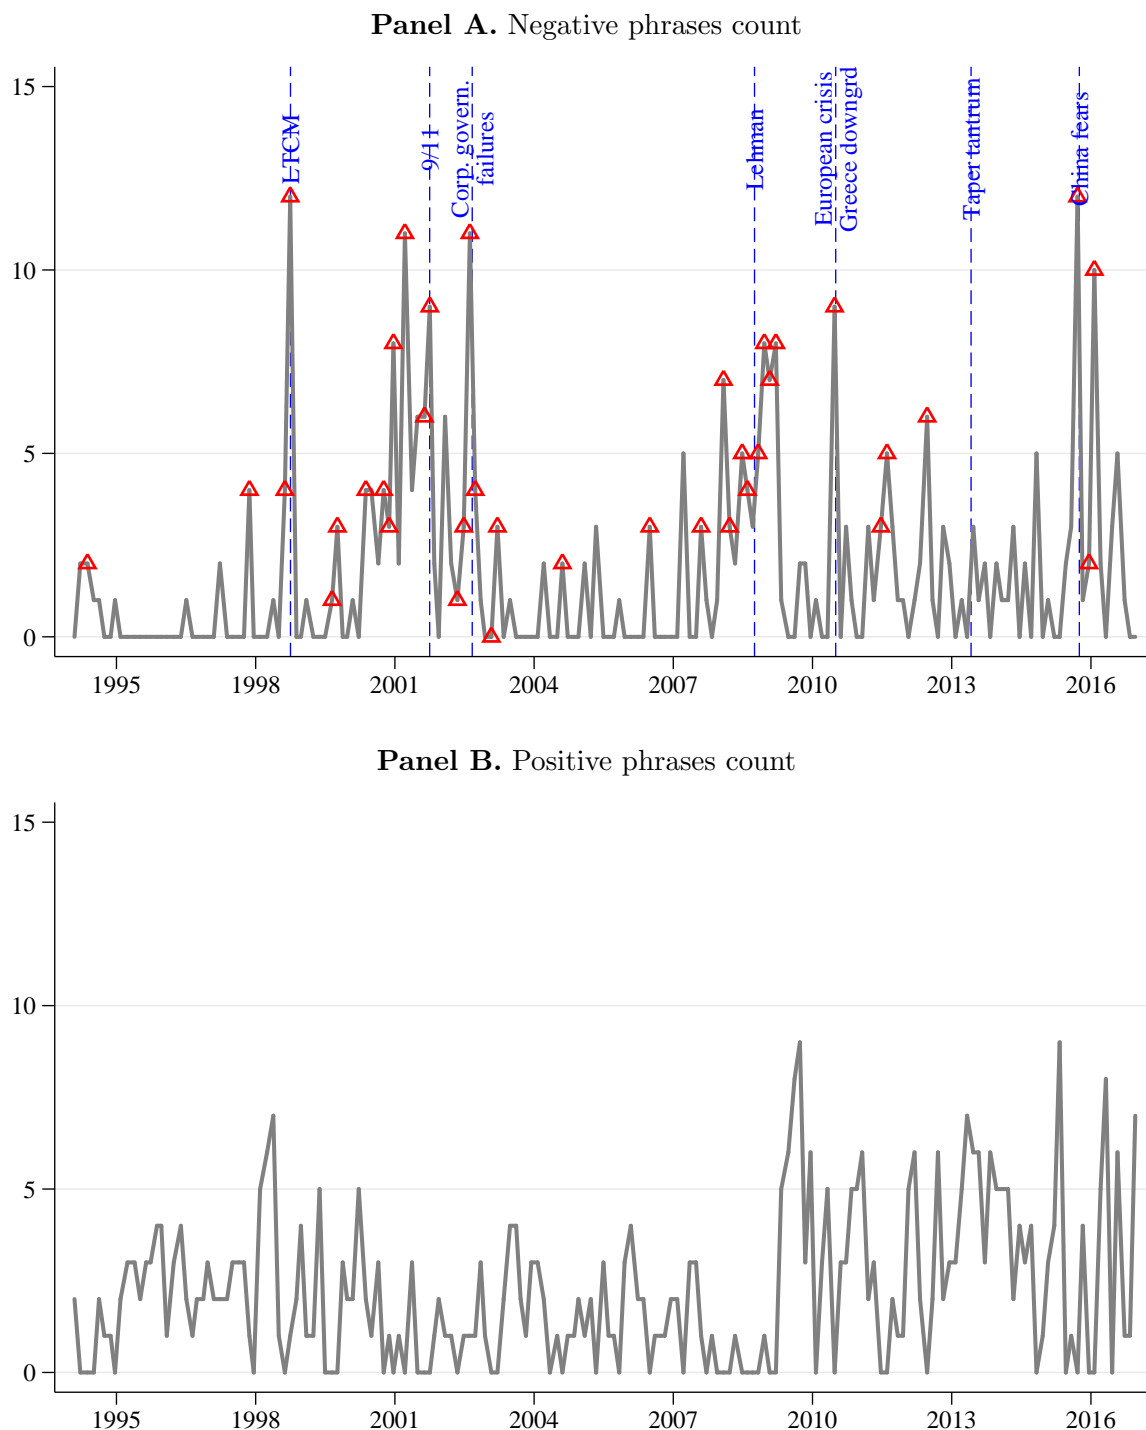 Panel A. Negative phrases count
15
10
5
0
LTCM
9/11
Corp. govern.
failures
Lehman
European crisis
Greece downgrd
Taper tantrum
China fears
1995 1998 2001 2004 2007 2010 2013 2016
Panel B. Positive phrases count
15
10
5
0
1995 1998 2001 2004 2007 2010 2013 2016